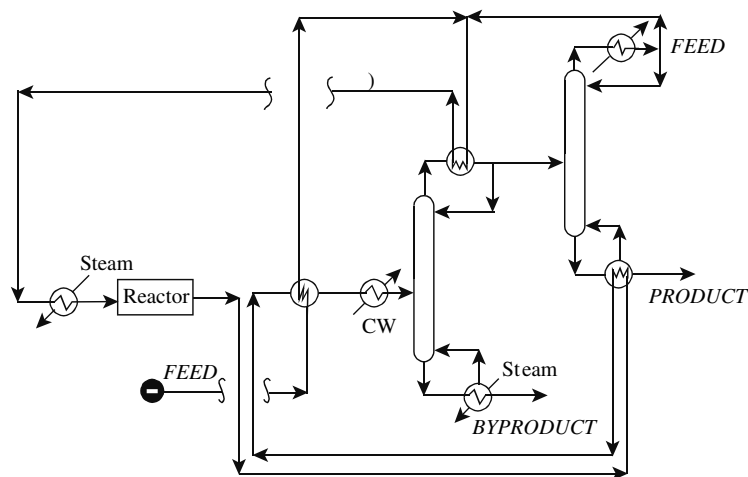 FEED
Steam
Reactor
CW
PRODUCT
FEED
Steam
BYPRODUCT